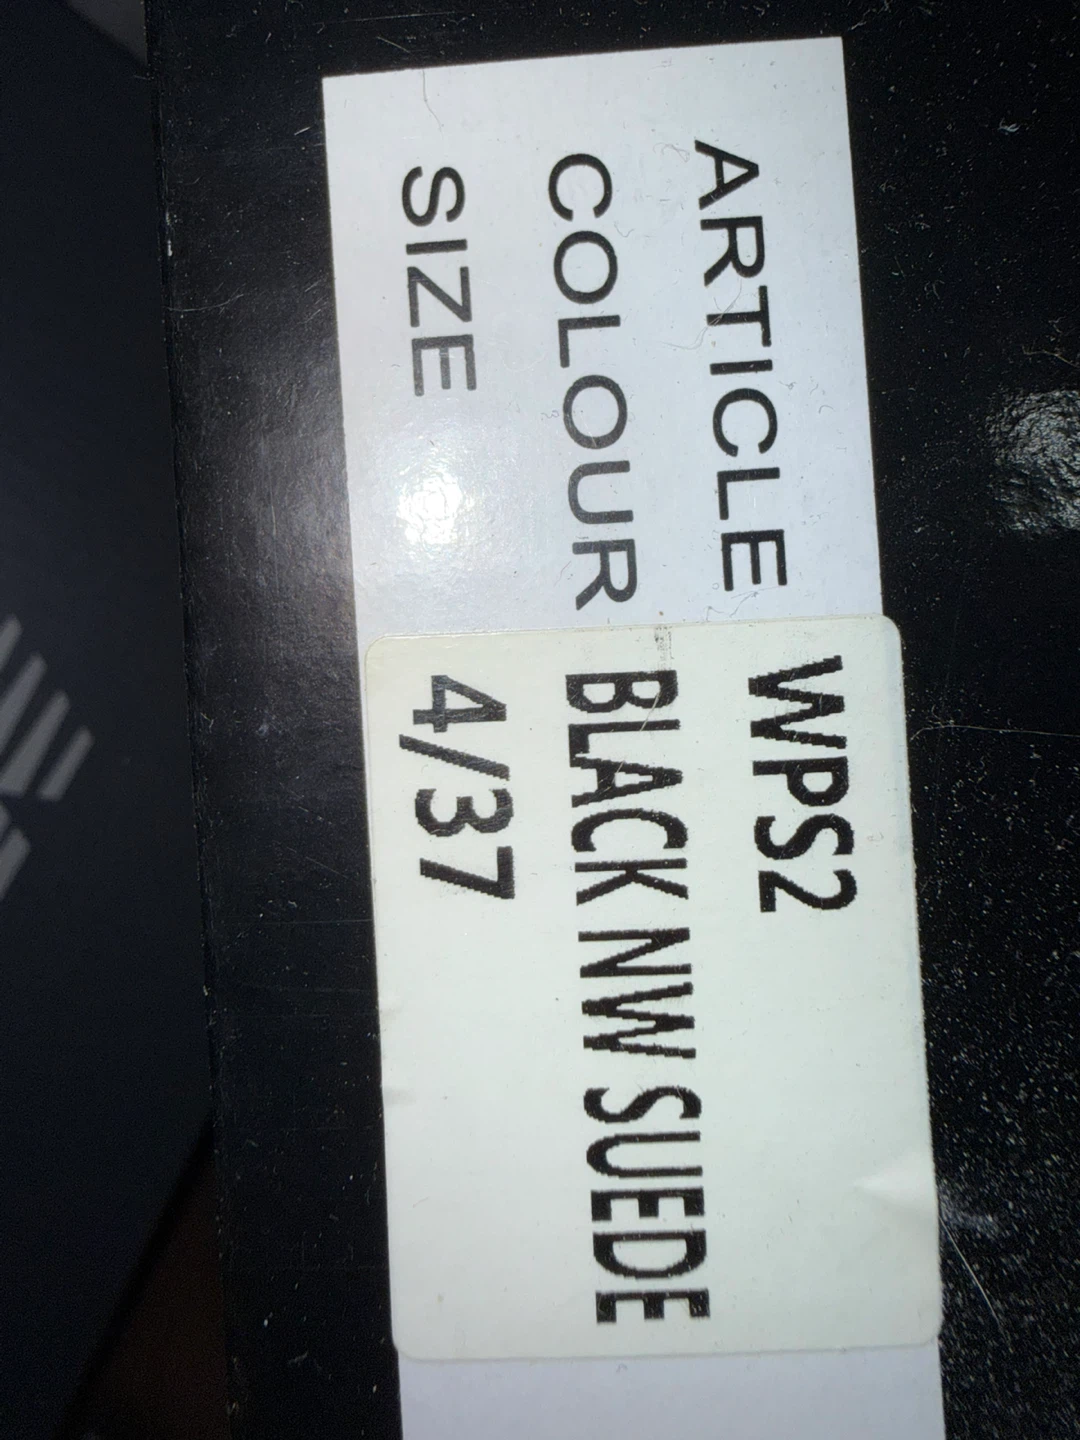 ARTICLE WPS2
COLOUR BLACK NW SUEDE
SIZE 4/37